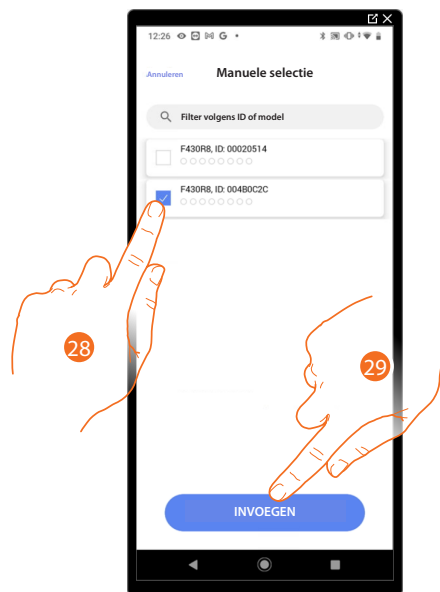 12:26 G
Annuleren Manuele selectie
Filter volgens ID of model
F430R8, ID: 00020514
F430R8, ID: 004B0C2C
28
29
INVOEGEN